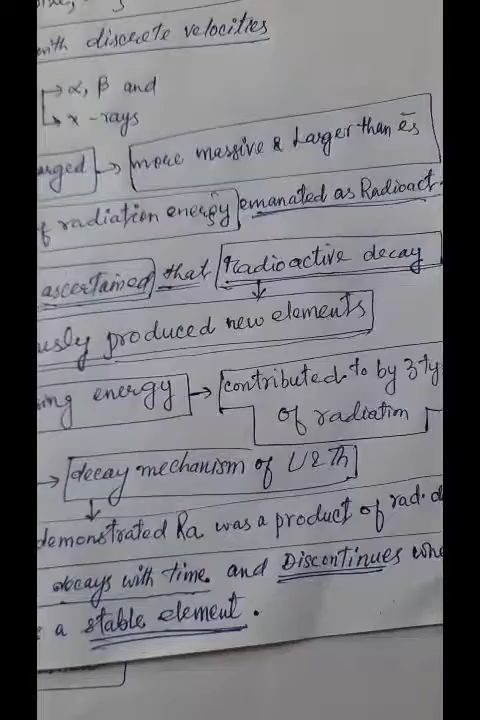 with discrete velocities
→ α, β and
→ x-rays
arged → more massive & Larger than ēs
f radiation energy emanated as Radioact
ascertained that Radioactive decay
↓
usly produced new elements
ing energy → contributed to by 3 ty
of radiation
→ decay mechanism of U & Th
↓
demonstrated Ra was a product of rad. d
decays with time. and Discontinues whe
a stable element.